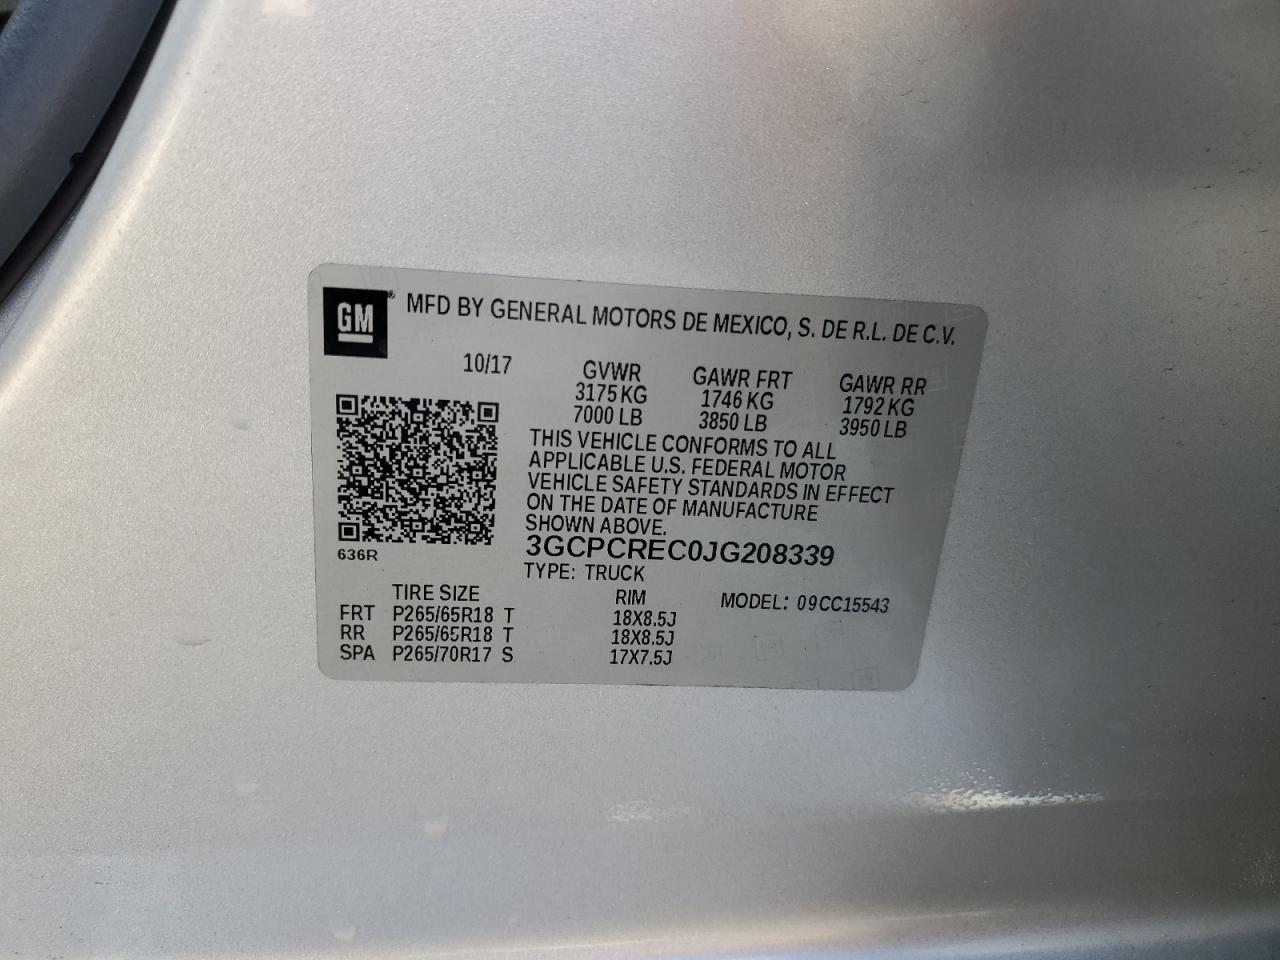 GM® MFD BY GENERAL MOTORS DE MEXICO, S. DE R.L. DE C.V.
10/17 GVWR GAWR FRT GAWR RR
3175 KG 1746 KG 1792 KG
7000 LB 3850 LB 3950 LB
THIS VEHICLE CONFORMS TO ALL
APPLICABLE U.S. FEDERAL MOTOR
VEHICLE SAFETY STANDARDS IN EFFECT
ON THE DATE OF MANUFACTURE
SHOWN ABOVE.
636R 3GCPCREC0JG208339
TYPE: TRUCK
TIRE SIZE RIM MODEL: 09CC15543
FRT P265/65R18 T 18X8.5J
RR P265/65R18 T 18X8.5J
SPA P265/70R17 S 17X7.5J